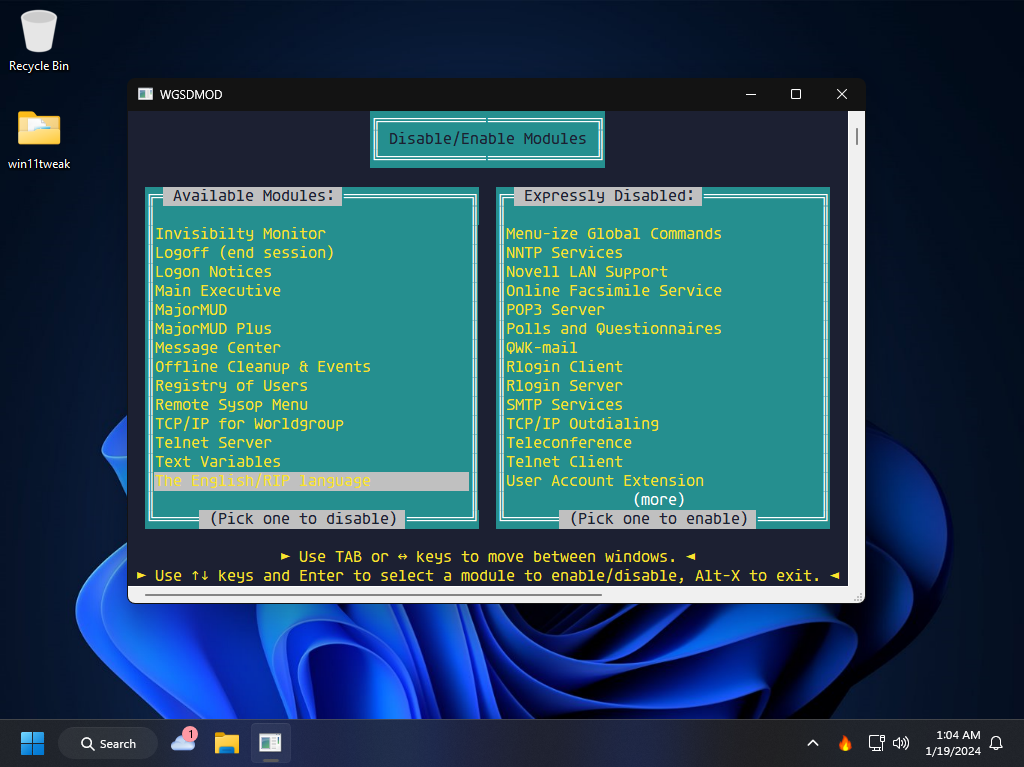 Recycle Bin
win11tweak
WGSDMOD
Disable/Enable Modules
Available Modules:
Invisibilty Monitor
Logoff (end session)
Logon Notices
Main Executive
MajorMUD
MajorMUD Plus
Message Center
Offline Cleanup & Events
Registry of Users
Remote Sysop Menu
TCP/IP for Worldgroup
Telnet Server
Text Variables
The English/RIP language
(Pick one to disable)
Expressly Disabled:
Menu-ize Global Commands
NNTP Services
Novell LAN Support
Online Facsimile Service
POP3 Server
Polls and Questionnaires
QWK-mail
Rlogin Client
Rlogin Server
SMTP Services
TCP/IP Outdialing
Teleconference
Telnet Client
User Account Extension
(more)
(Pick one to enable)
► Use TAB or ↔ keys to move between windows. ◄
► Use ↑↓ keys and Enter to select a module to enable/disable, Alt-X to exit. ◄
Search
1
1:04 AM
1/19/2024